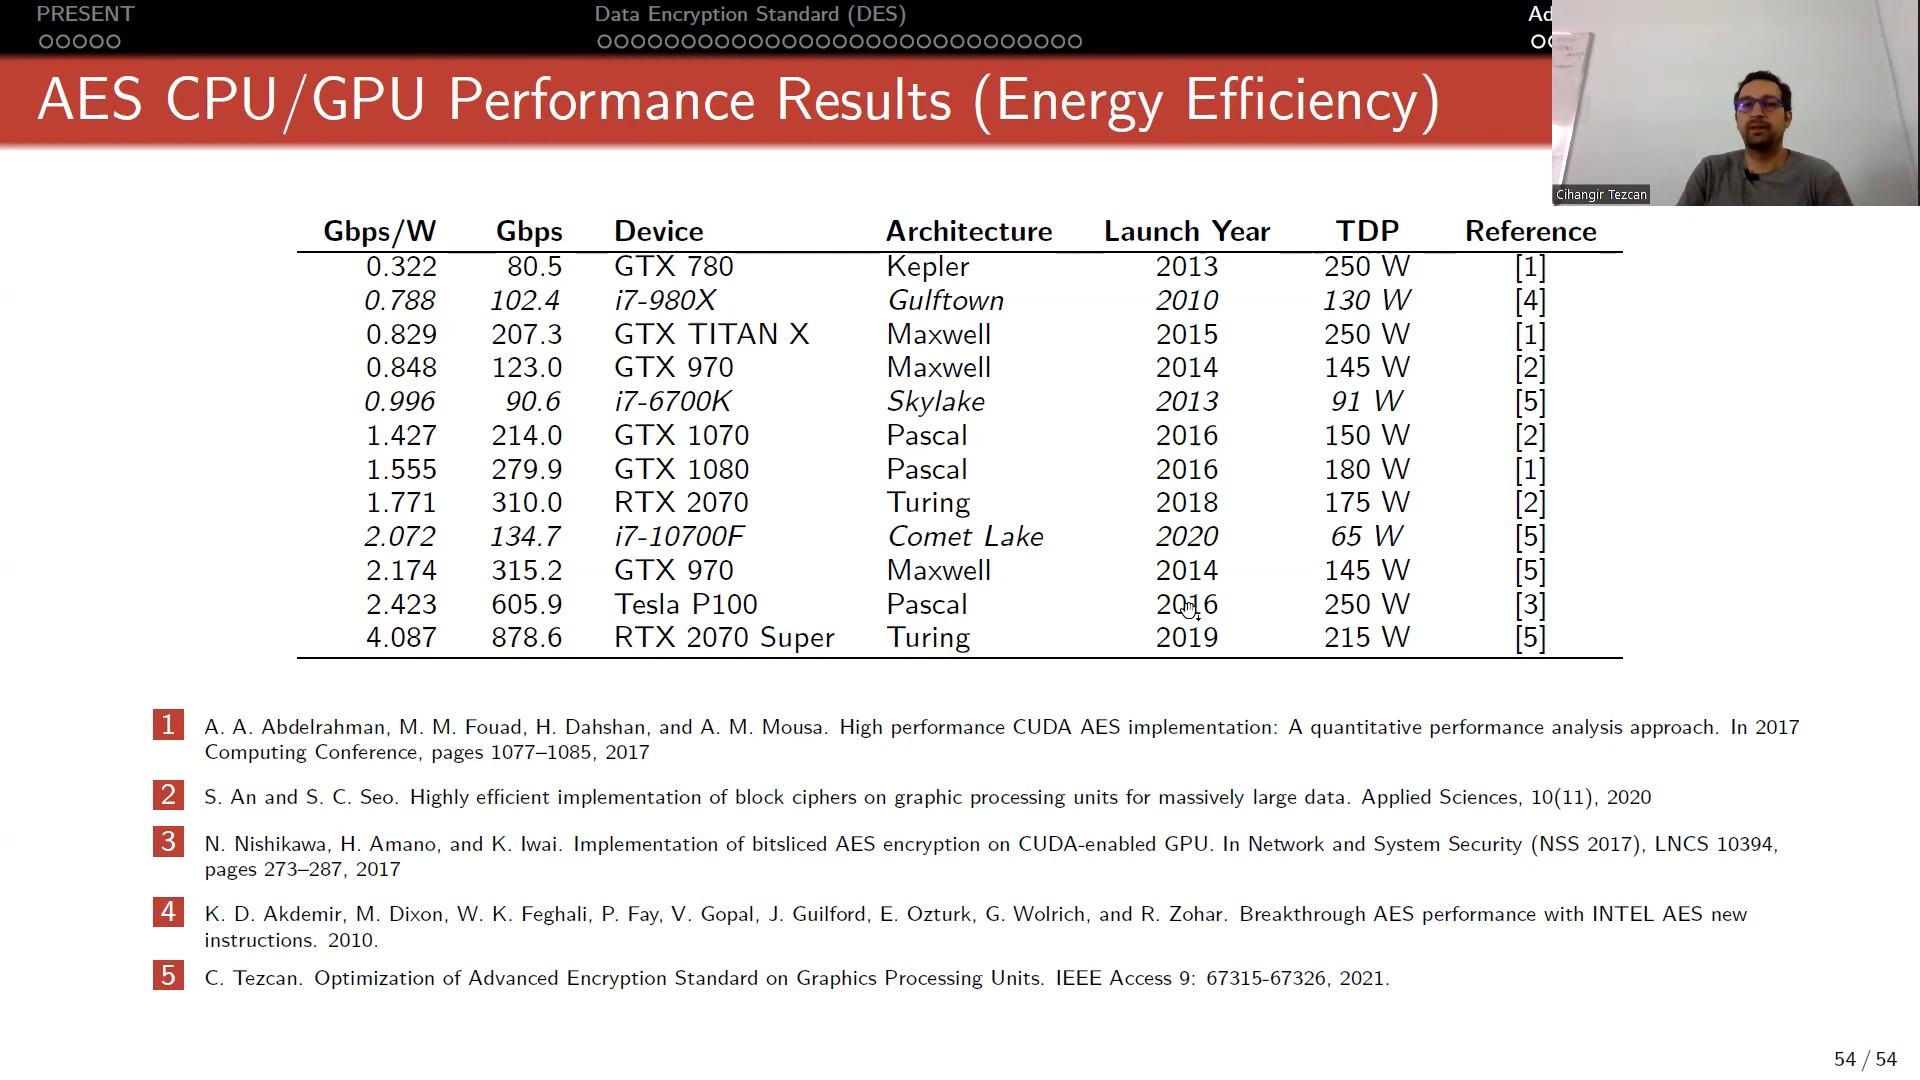 PRESENT
Data Encryption Standard (DES)
Ad
AES CPU/GPU Performance Results (Energy Efficiency)
Cihangir Tezcan
Gbps/W Gbps Device Architecture Launch Year TDP Reference
0.322 80.5 GTX 780 Kepler 2013 250 W [1]
0.788 102.4 i7-980X Gulftown 2010 130 W [4]
0.829 207.3 GTX TITAN X Maxwell 2015 250 W [1]
0.848 123.0 GTX 970 Maxwell 2014 145 W [2]
0.996 90.6 i7-6700K Skylake 2013 91 W [5]
1.427 214.0 GTX 1070 Pascal 2016 150 W [2]
1.555 279.9 GTX 1080 Pascal 2016 180 W [1]
1.771 310.0 RTX 2070 Turing 2018 175 W [2]
2.072 134.7 i7-10700F Comet Lake 2020 65 W [5]
2.174 315.2 GTX 970 Maxwell 2014 145 W [5]
2.423 605.9 Tesla P100 Pascal 2016 250 W [3]
4.087 878.6 RTX 2070 Super Turing 2019 215 W [5]
1 A. A. Abdelrahman, M. M. Fouad, H. Dahshan, and A. M. Mousa. High performance CUDA AES implementation: A quantitative performance analysis approach. In 2017
Computing Conference, pages 1077–1085, 2017
2 S. An and S. C. Seo. Highly efficient implementation of block ciphers on graphic processing units for massively large data. Applied Sciences, 10(11), 2020
3 N. Nishikawa, H. Amano, and K. Iwai. Implementation of bitsliced AES encryption on CUDA-enabled GPU. In Network and System Security (NSS 2017), LNCS 10394,
pages 273–287, 2017
4 K. D. Akdemir, M. Dixon, W. K. Feghali, P. Fay, V. Gopal, J. Guilford, E. Ozturk, G. Wolrich, and R. Zohar. Breakthrough AES performance with INTEL AES new
instructions. 2010.
5 C. Tezcan. Optimization of Advanced Encryption Standard on Graphics Processing Units. IEEE Access 9: 67315-67326, 2021.
54 / 54